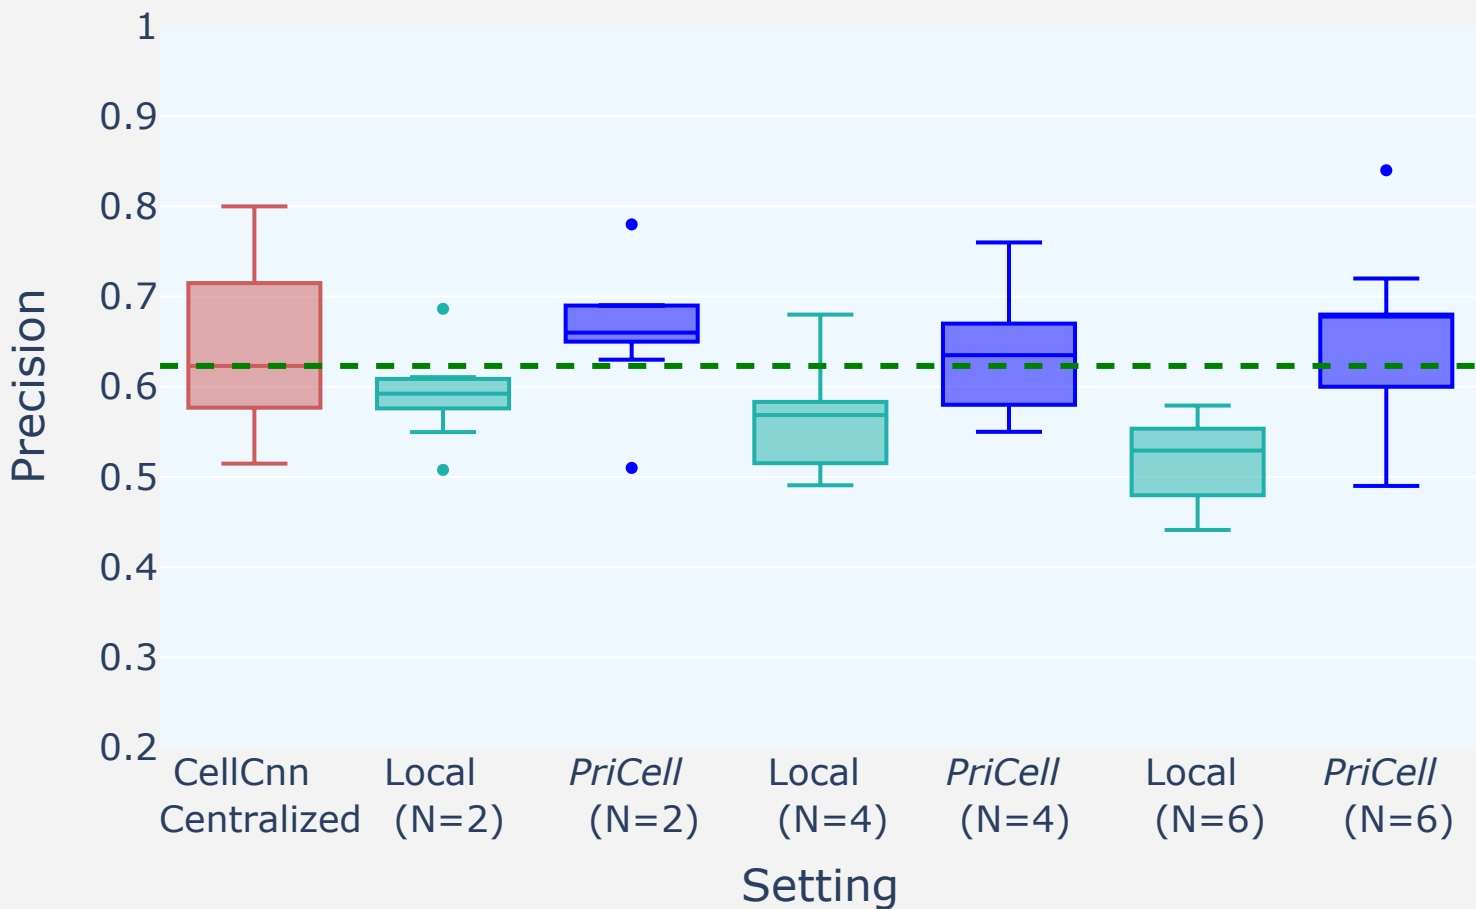 1
0.9
0.8
0.7
0.6
0.5
0.4
0.3
0.2
Precision
CellCnn Centralized
Local (N=2)
PriCell (N=2)
Local (N=4)
PriCell (N=4)
Local (N=6)
PriCell (N=6)
Setting